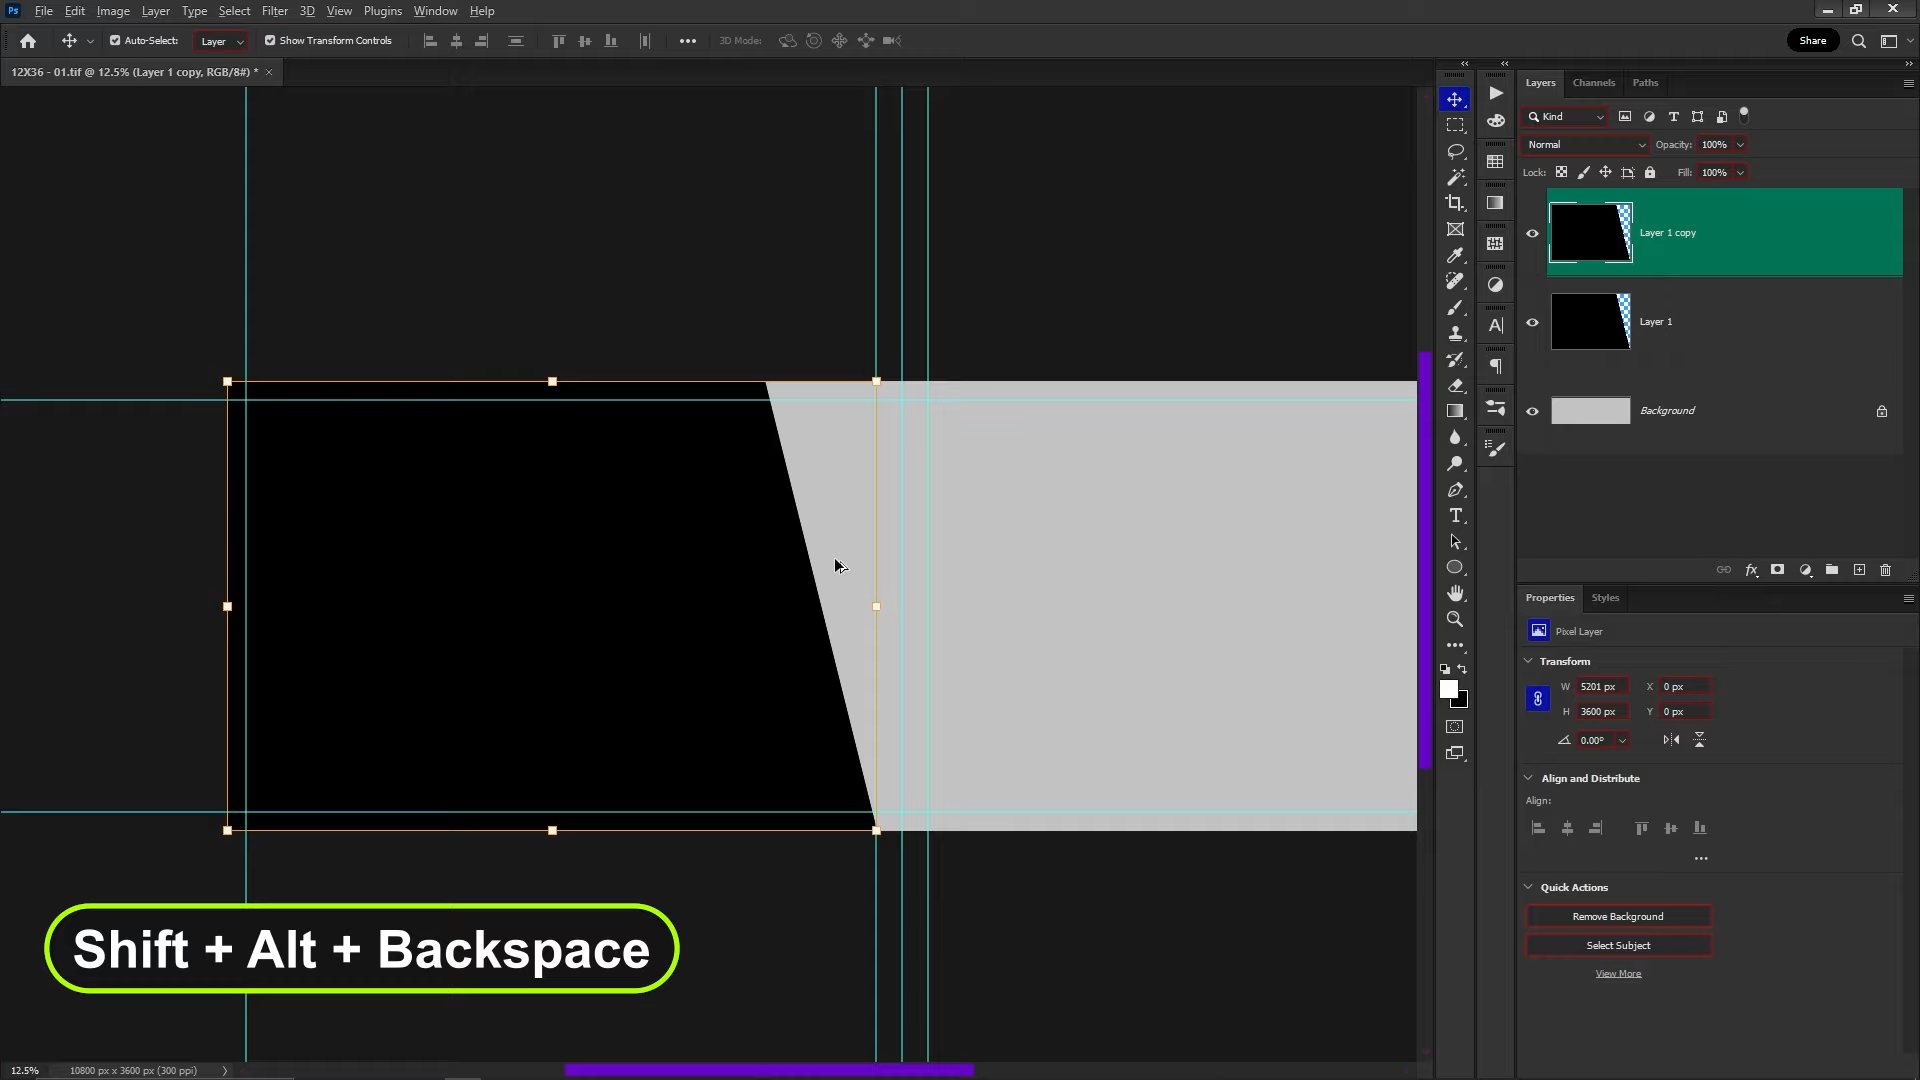 Ps File Edit Image Layer Type Select Filter 3D View Plugins Window Help
Auto-Select: Layer Show Transform Controls 3D Mode: Share
12X36 - 01.tif @ 12.5% (Layer 1 copy, RGB/8#) *
Layers Channels Paths
Kind
Normal Opacity: 100%
Lock: Fill: 100%
Layer 1 copy
Layer 1
Background
Properties Styles
Pixel Layer
Transform
W 5201 px X 0 px
H 3600 px Y 0 px
0.00°
Align and Distribute
Align:
Quick Actions
Remove Background
Select Subject
View More
Shift + Alt + Backspace
12.5% 10800 px x 3600 px (300 ppi)